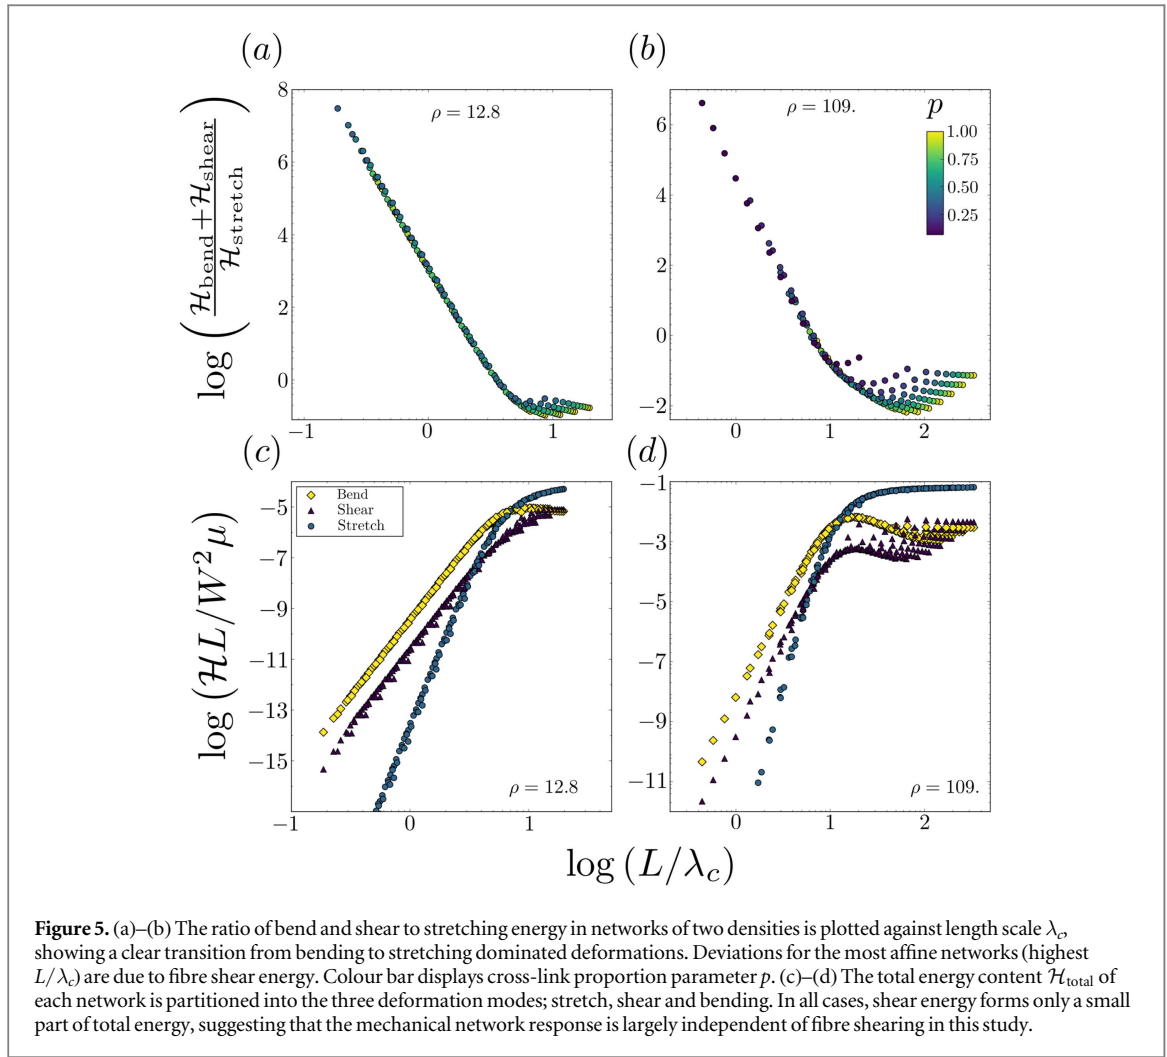 (a)
(b)
log (H_bend + H_shear / H_stretch)
8
6
4
2
0
−1
0
1
ρ = 12.8
6
4
2
0
−2
0
1
2
ρ = 109.
p
1.00
0.75
0.50
0.25
(c)
(d)
log (HL/W²μ)
−5
−7
−9
−11
−13
−15
−1
0
1
Bend
Shear
Stretch
ρ = 12.8
−1
−3
−5
−7
−9
−11
0
1
2
ρ = 109.
log (L/λ_c)
Figure 5. (a)–(b) The ratio of bend and shear to stretching energy in networks of two densities is plotted against length scale λ_c,
showing a clear transition from bending to stretching dominated deformations. Deviations for the most affine networks (highest
L/λ_c) are due to fibre shear energy. Colour bar displays cross-link proportion parameter p. (c)–(d) The total energy content H_total of
each network is partitioned into the three deformation modes; stretch, shear and bending. In all cases, shear energy forms only a small
part of total energy, suggesting that the mechanical network response is largely independent of fibre shearing in this study.